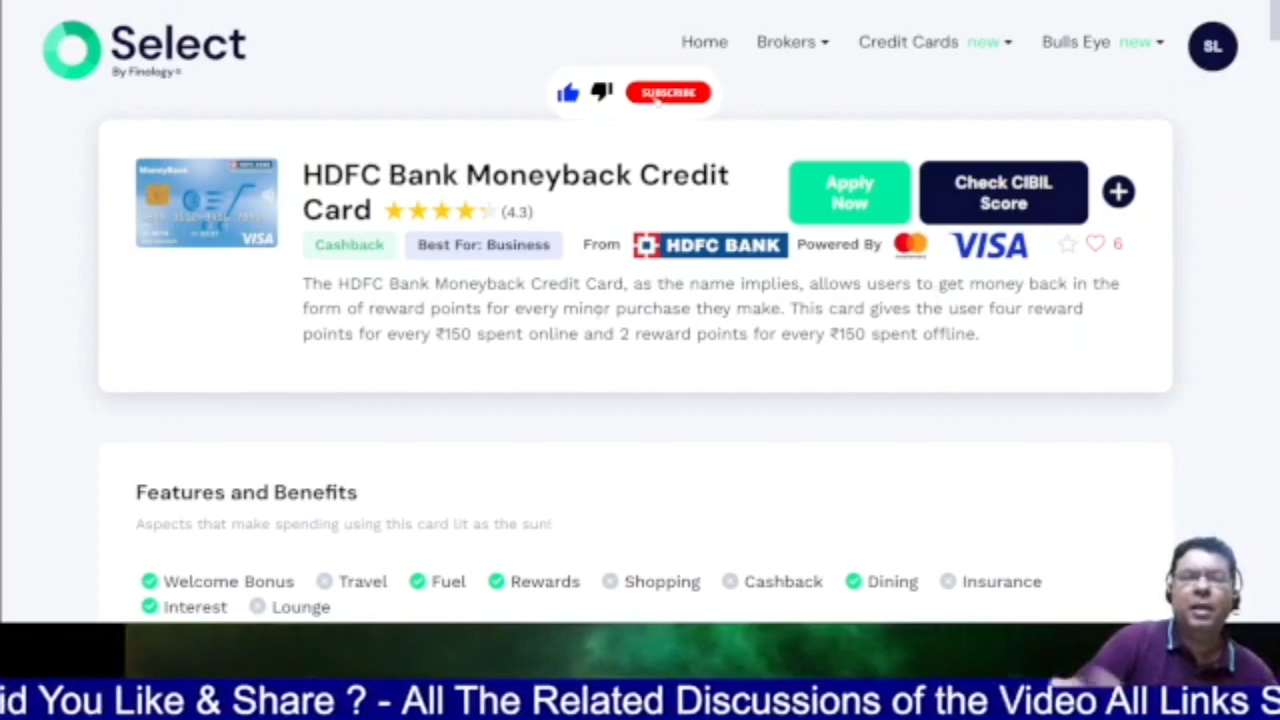 Select
By Finology
Home Brokers Credit Cards new Bulls Eye new SL
SUBSCRIBE
MoneyBack
HDFC Bank Moneyback Credit
Card (4.3)
Apply
Now
Check CIBIL
Score
VISA
Cashback Best For: Business From HDFC BANK Powered By VISA 6
The HDFC Bank Moneyback Credit Card, as the name implies, allows users to get money back in the
form of reward points for every minor purchase they make. This card gives the user four reward
points for every ₹150 spent online and 2 reward points for every ₹150 spent offline.
Features and Benefits
Aspects that make spending using this card lit as the sun!
Welcome Bonus Travel Fuel Rewards Shopping Cashback Dining Insurance
Interest Lounge
id You Like & Share ? - All The Related Discussions of the Video All Links S